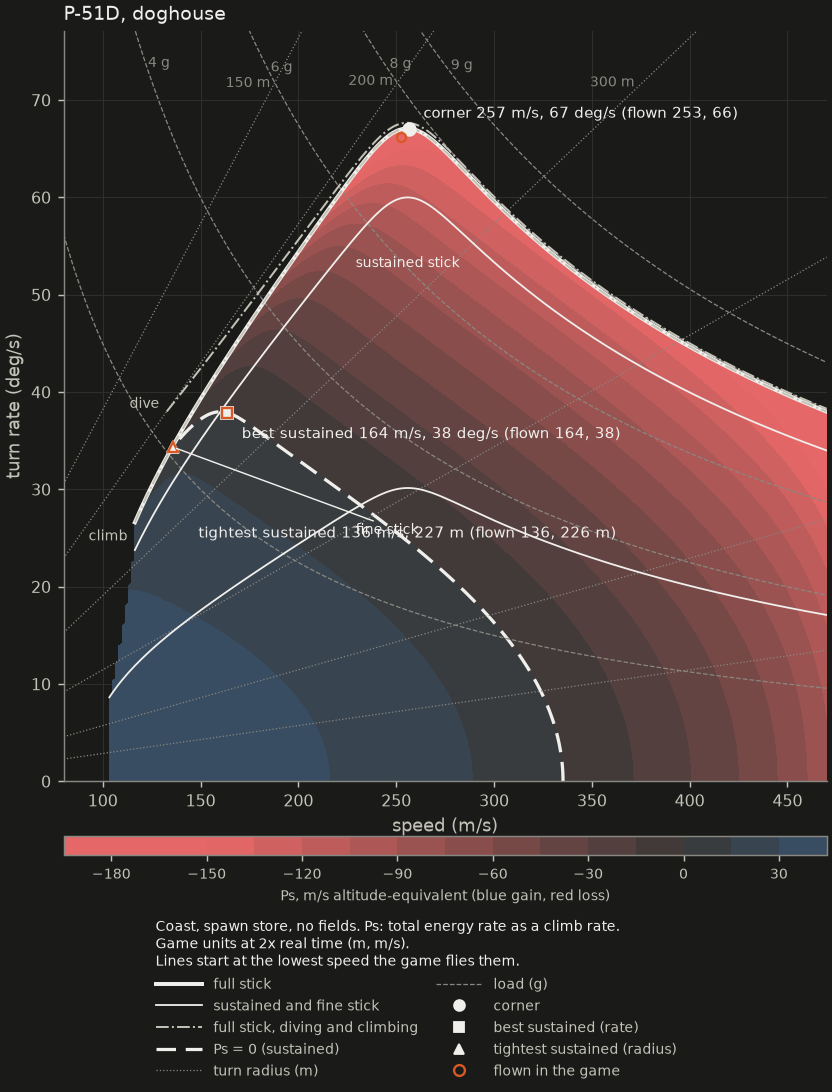 P-51D, doghouse
4 g
6 g
8 g
9 g
150 m
200 m
300 m
corner 257 m/s, 67 deg/s (flown 253, 66)
sustained stick
dive
best sustained 164 m/s, 38 deg/s (flown 164, 38)
fine stick
tightest sustained 136 m/s, 227 m (flown 136, 226 m)
climb
turn rate (deg/s)
70
60
50
40
30
20
10
0
100 150 200 250 300 350 400 450
speed (m/s)
−180 −150 −120 −90 −60 −30 0 30
Ps, m/s altitude-equivalent (blue gain, red loss)
Coast, spawn store, no fields. Ps: total energy rate as a climb rate.
Game units at 2x real time (m, m/s).
Lines start at the lowest speed the game flies them.
full stick
sustained and fine stick
full stick, diving and climbing
Ps = 0 (sustained)
turn radius (m)
load (g)
corner
best sustained (rate)
tightest sustained (radius)
flown in the game